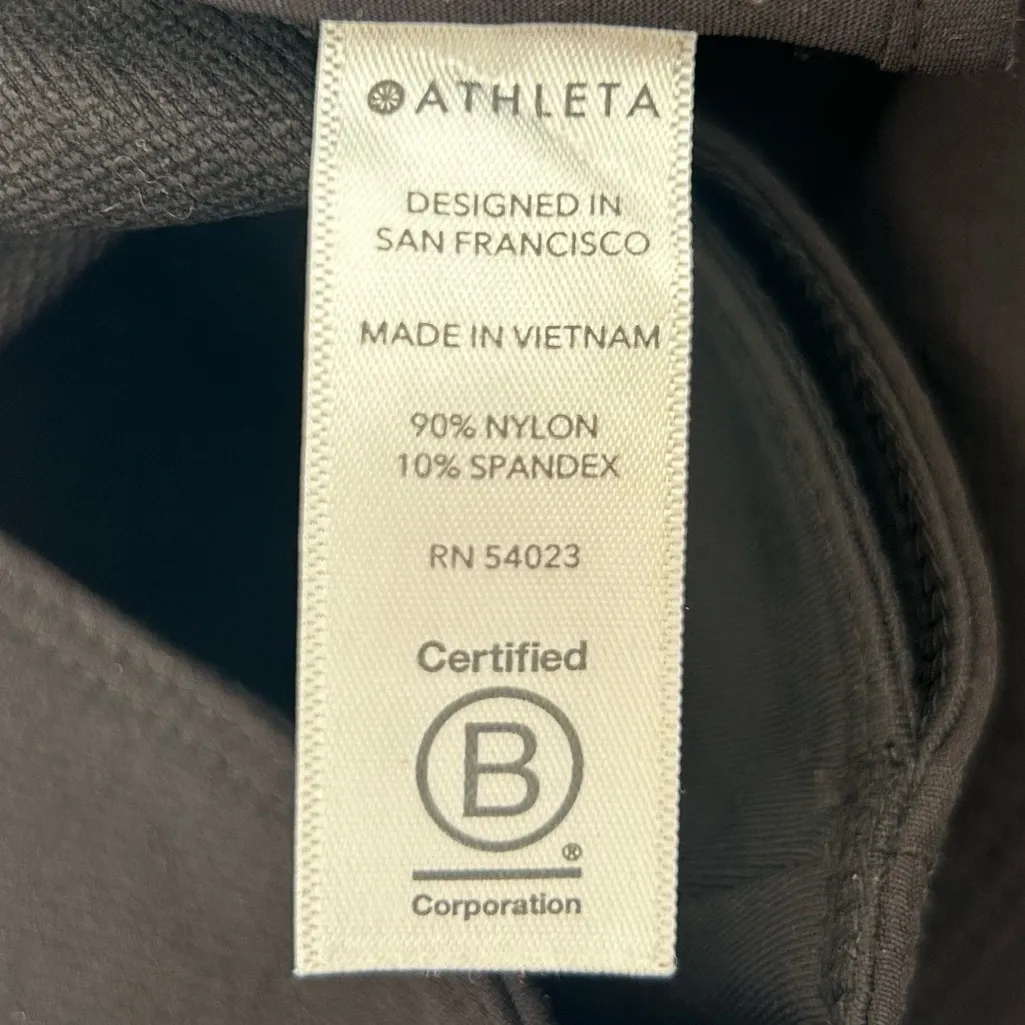 ATHLETA
DESIGNED IN
SAN FRANCISCO
MADE IN VIETNAM
90% NYLON
10% SPANDEX
RN 54023
Certified
B
®
Corporation